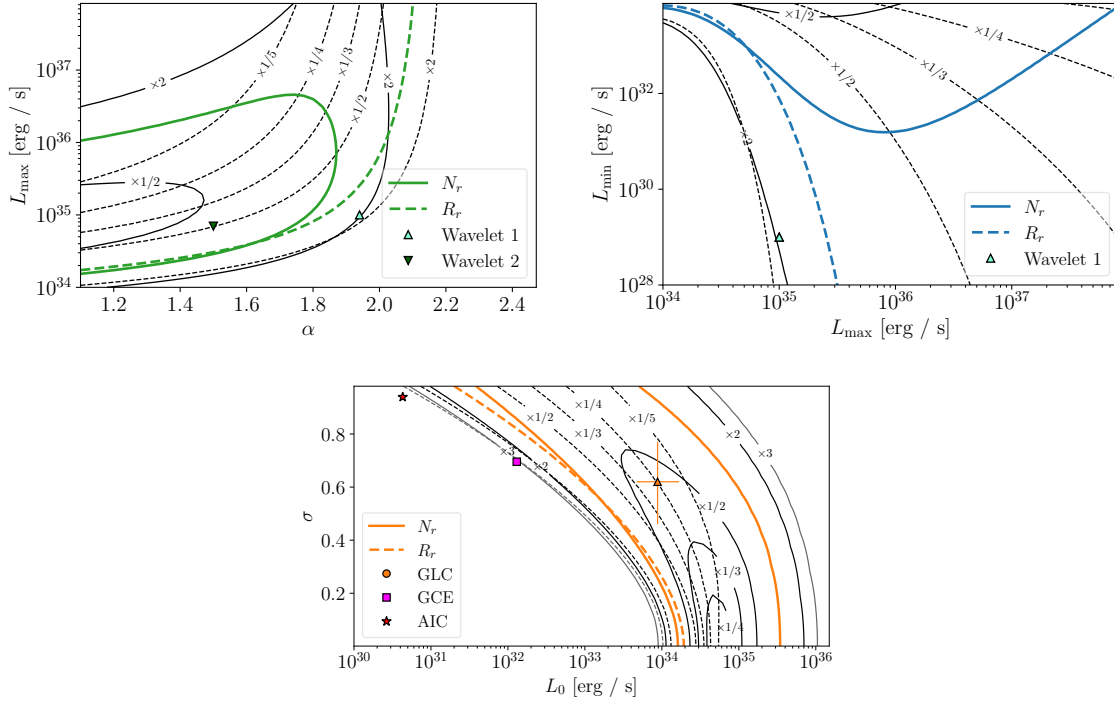 L_max [erg / s]
10^37
10^36
10^35
10^34
×2
×1/5
×1/4
×1/3
×1/2
×2
×2
×1/2
N_r
R_r
Wavelet 1
Wavelet 2
1.2
1.4
1.6
1.8
2.0
2.2
2.4
α
L_min [erg / s]
10^32
10^30
10^28
×1/2
×1/4
×1/3
×1/2
×2
N_r
R_r
Wavelet 1
10^34
10^35
10^36
10^37
L_max [erg / s]
σ
0.8
0.6
0.4
0.2
×1/2
×1/4
×1/3
×1/5
×2
×3
×3
×2
×1/2
×1/3
×1/4
N_r
R_r
GLC
GCE
AIC
10^30
10^31
10^32
10^33
10^34
10^35
10^36
L_0 [erg / s]